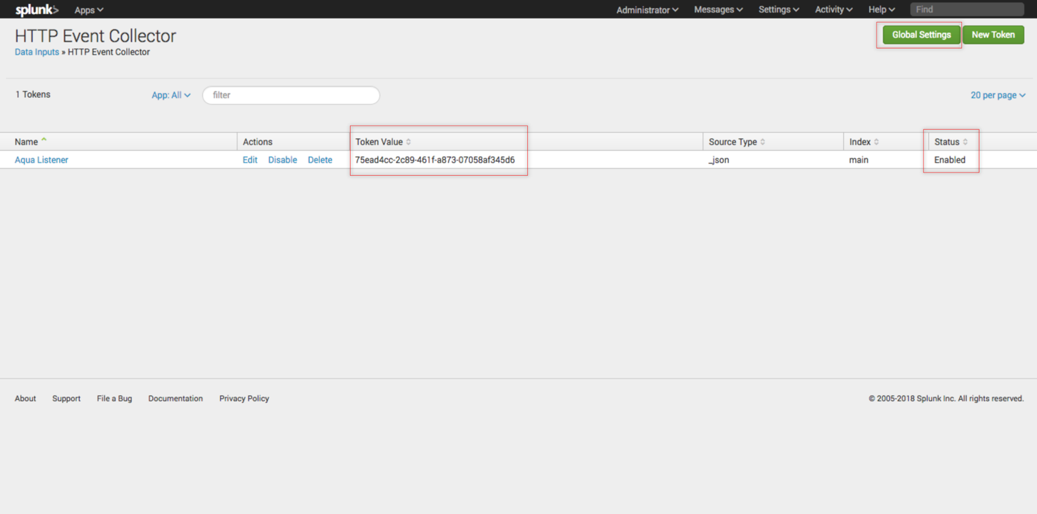 splunk> Apps Administrator Messages Settings Activity Help Find
HTTP Event Collector Global Settings New Token
Data Inputs » HTTP Event Collector
1 Tokens App: All filter 20 per page
Name Actions Token Value Source Type Index Status
Aqua Listener Edit Disable Delete 75ead4cc-2c89-461f-a873-07058af345d6 _json main Enabled
About Support File a Bug Documentation Privacy Policy © 2005-2018 Splunk Inc. All rights reserved.